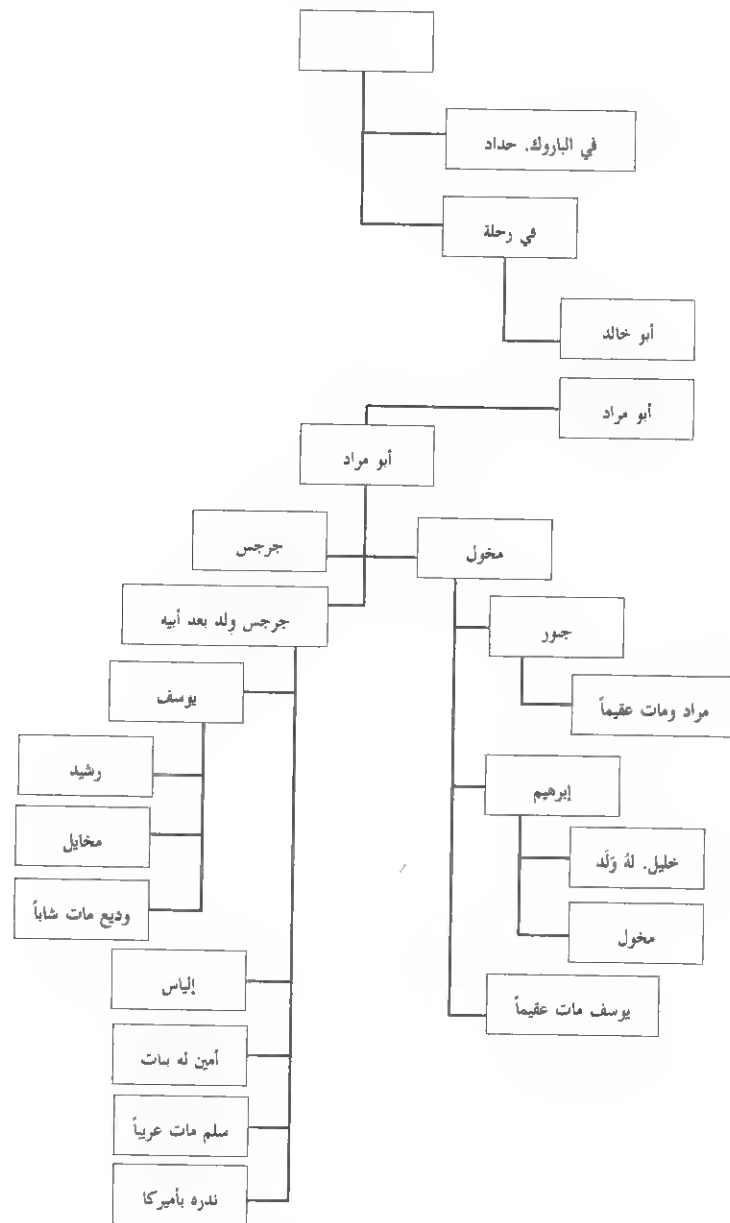 في الباروك. حداد
في رحلة
أبو خالد
أبو مراد
أبو مراد
جرجس
مخول
جرجس ولد بعد أبيه
جبور
يوسف
مراد ومات عقيماً
رشيد
إبرهيم
مخايل
خليل. لهُ وَلَد
وديع مات شاباً
مخول
إلياس
يوسف مات عقيماً
أمين له بنات
سلم مات عريباً
ندره بأميركا